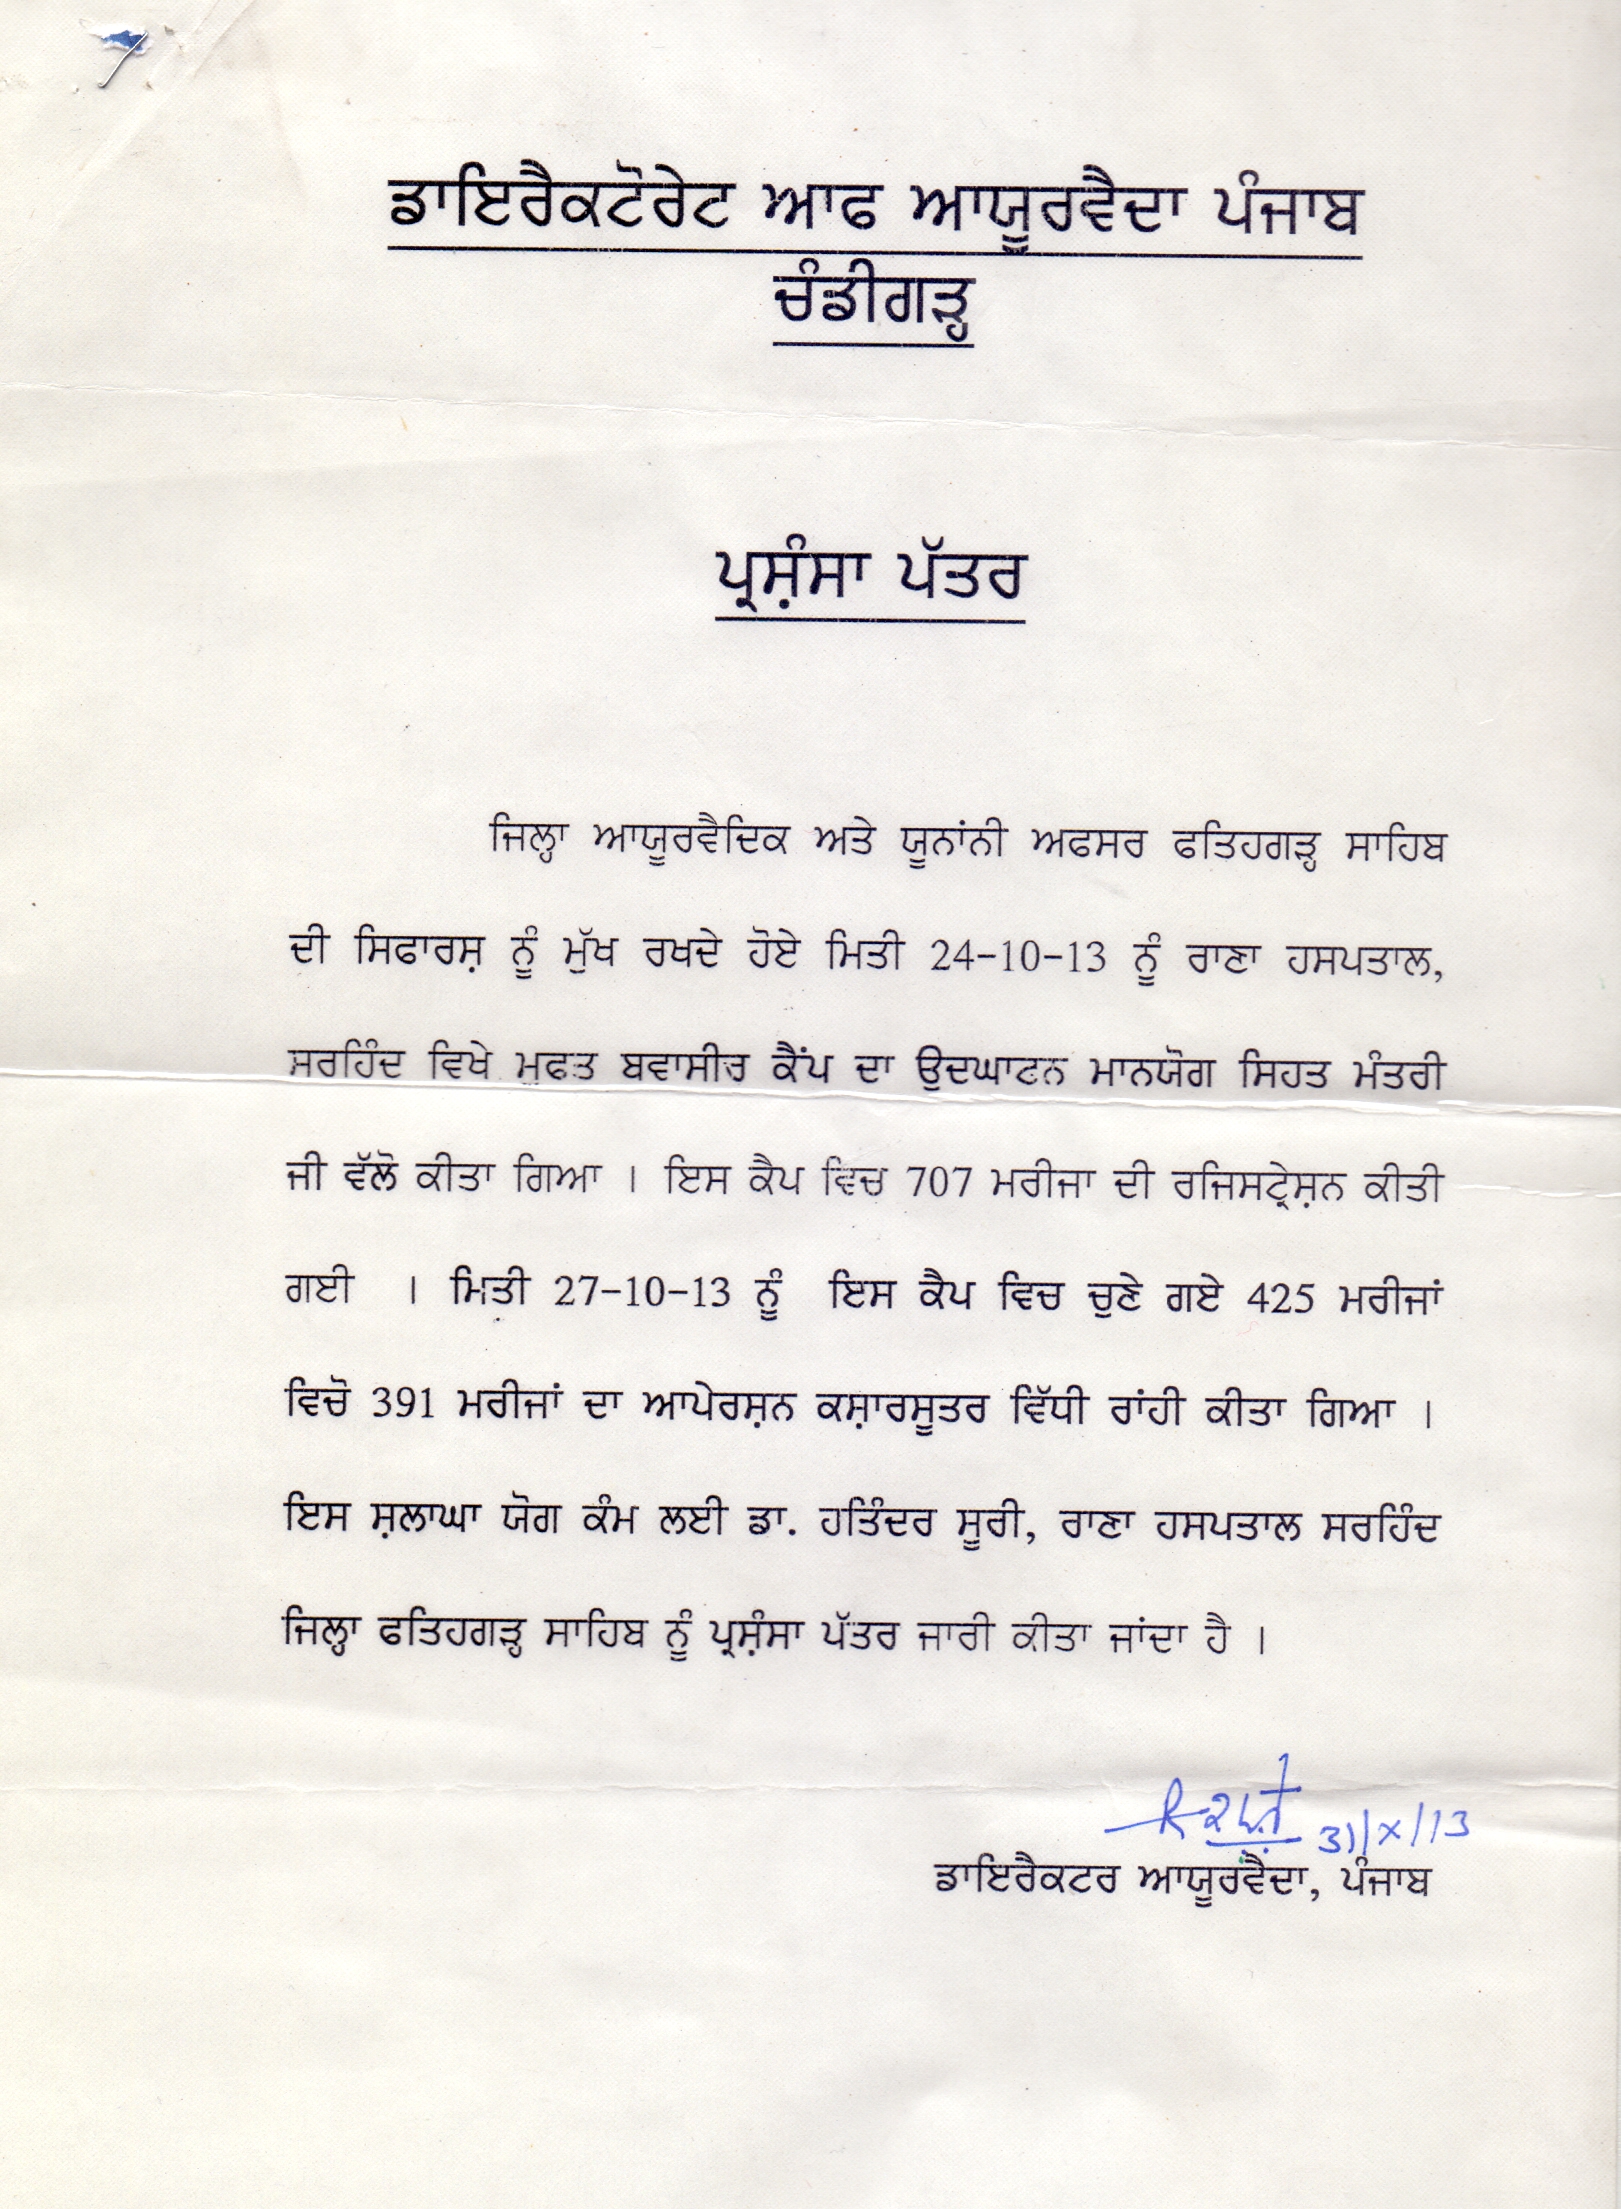 ਡਾਇਰੈਕਟੋਰੇਟ ਆਫ ਆਯੂਰਵੈਦਾ ਪੰਜਾਬ
ਚੰਡੀਗੜ੍ਹ
ਪ੍ਰਸ਼ੰਸਾ ਪੱਤਰ
ਜਿਲ੍ਹਾ ਆਯੂਰਵੈਦਿਕ ਅਤੇ ਯੂਨਾਂਨੀ ਅਫਸਰ ਫਤਿਹਗੜ੍ਹ ਸਾਹਿਬ
ਦੀ ਸਿਫਾਰਸ਼ ਨੂੰ ਮੁੱਖ ਰਖਦੇ ਹੋਏ ਮਿਤੀ 24-10-13 ਨੂੰ ਰਾਣਾ ਹਸਪਤਾਲ,
ਸਰਹਿੰਦ ਵਿਖੇ ਮੁਫਤ ਬਵਾਸੀਰ ਕੈਂਪ ਦਾ ਉਦਘਾਟਨ ਮਾਨਯੋਗ ਸਿਹਤ ਮੰਤਰੀ
ਜੀ ਵੱਲੋ ਕੀਤਾ ਗਿਆ । ਇਸ ਕੈਪ ਵਿਚ 707 ਮਰੀਜਾ ਦੀ ਰਜਿਸਟ੍ਰੇਸ਼ਨ ਕੀਤੀ
ਗਈ । ਮਿਤੀ 27-10-13 ਨੂੰ ਇਸ ਕੈਪ ਵਿਚ ਚੁਣੇ ਗਏ 425 ਮਰੀਜਾਂ
ਵਿਚੋ 391 ਮਰੀਜਾਂ ਦਾ ਆਪੇਰਸ਼ਨ ਕਸ਼ਾਰਸੂਤਰ ਵਿੱਧੀ ਰਾਂਹੀ ਕੀਤਾ ਗਿਆ ।
ਇਸ ਸ਼ਲਾਘਾ ਯੋਗ ਕੰਮ ਲਈ ਡਾ. ਹਤਿੰਦਰ ਸੂਰੀ, ਰਾਣਾ ਹਸਪਤਾਲ ਸਰਹਿੰਦ
ਜਿਲ੍ਹਾ ਫਤਿਹਗੜ੍ਹ ਸਾਹਿਬ ਨੂੰ ਪ੍ਰਸ਼ੰਸਾ ਪੱਤਰ ਜਾਰੀ ਕੀਤਾ ਜਾਂਦਾ ਹੈ ।
31/x/13
ਡਾਇਰੈਕਟਰ ਆਯੂਰਵੈਦਾ, ਪੰਜਾਬ